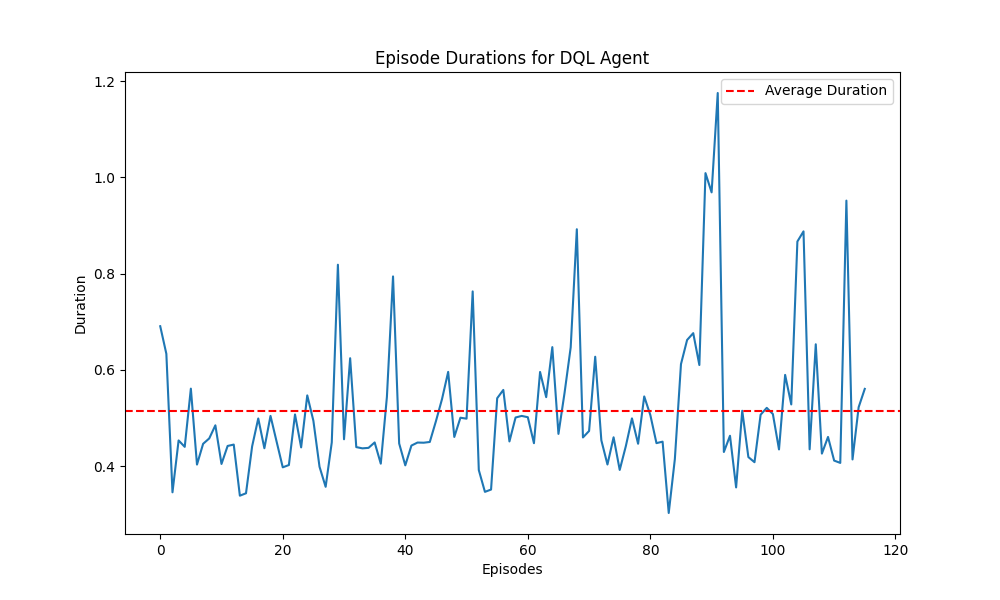 Episode Durations for DQL Agent
Average Duration
Duration
1.2
1.0
0.8
0.6
0.4
0 20 40 60 80 100 120
Episodes